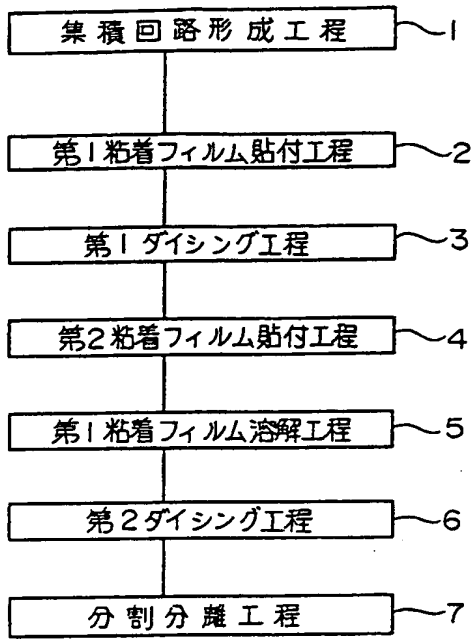 集積回路形成工程 1
第1粘着フィルム貼付工程 2
第1ダイシング工程 3
第2粘着フィルム貼付工程 4
第1粘着フィルム溶解工程 5
第2ダイシング工程 6
分割分離工程 7